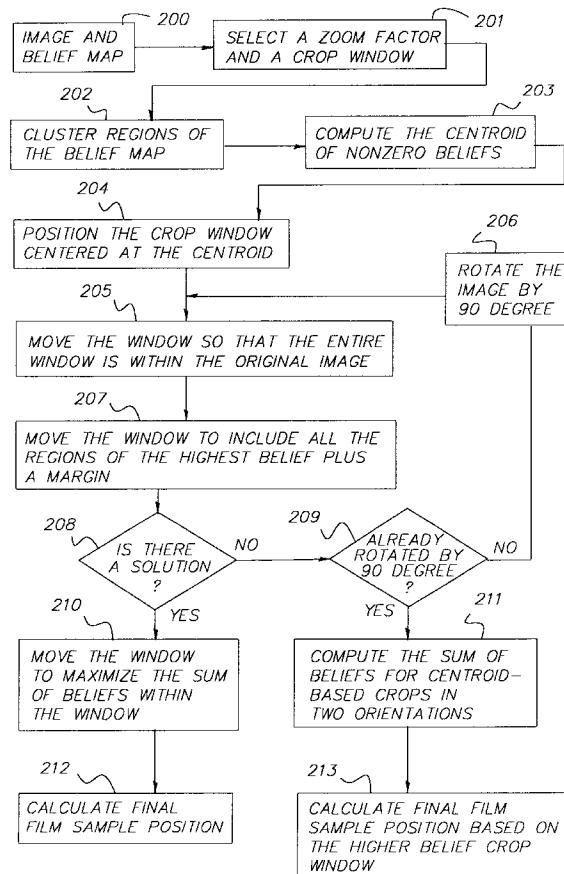 200
IMAGE AND
BELIEF MAP
201
SELECT A ZOOM FACTOR
AND A CROP WINDOW
202
CLUSTER REGIONS OF
THE BELIEF MAP
203
COMPUTE THE CENTROID
OF NONZERO BELIEFS
204
POSITION THE CROP WINDOW
CENTERED AT THE CENTROID
205
MOVE THE WINDOW SO THAT THE ENTIRE
WINDOW IS WITHIN THE ORIGINAL IMAGE
206
ROTATE THE
IMAGE BY
90 DEGREE
207
MOVE THE WINDOW TO INCLUDE ALL THE
REGIONS OF THE HIGHEST BELIEF PLUS
A MARGIN
208
IS THERE
A SOLUTION
?
NO
YES
209
ALREADY
ROTATED BY
90 DEGREE
?
NO
YES
210
MOVE THE WINDOW
TO MAXIMIZE THE SUM
OF BELIEFS WITHIN
THE WINDOW
211
COMPUTE THE SUM OF
BELIEFS FOR CENTROID–
BASED CROPS IN
TWO ORIENTATIONS
212
CALCULATE FINAL
FILM SAMPLE POSITION
213
CALCULATE FINAL FILM
SAMPLE POSITION BASED ON
THE HIGHER BELIEF CROP
WINDOW